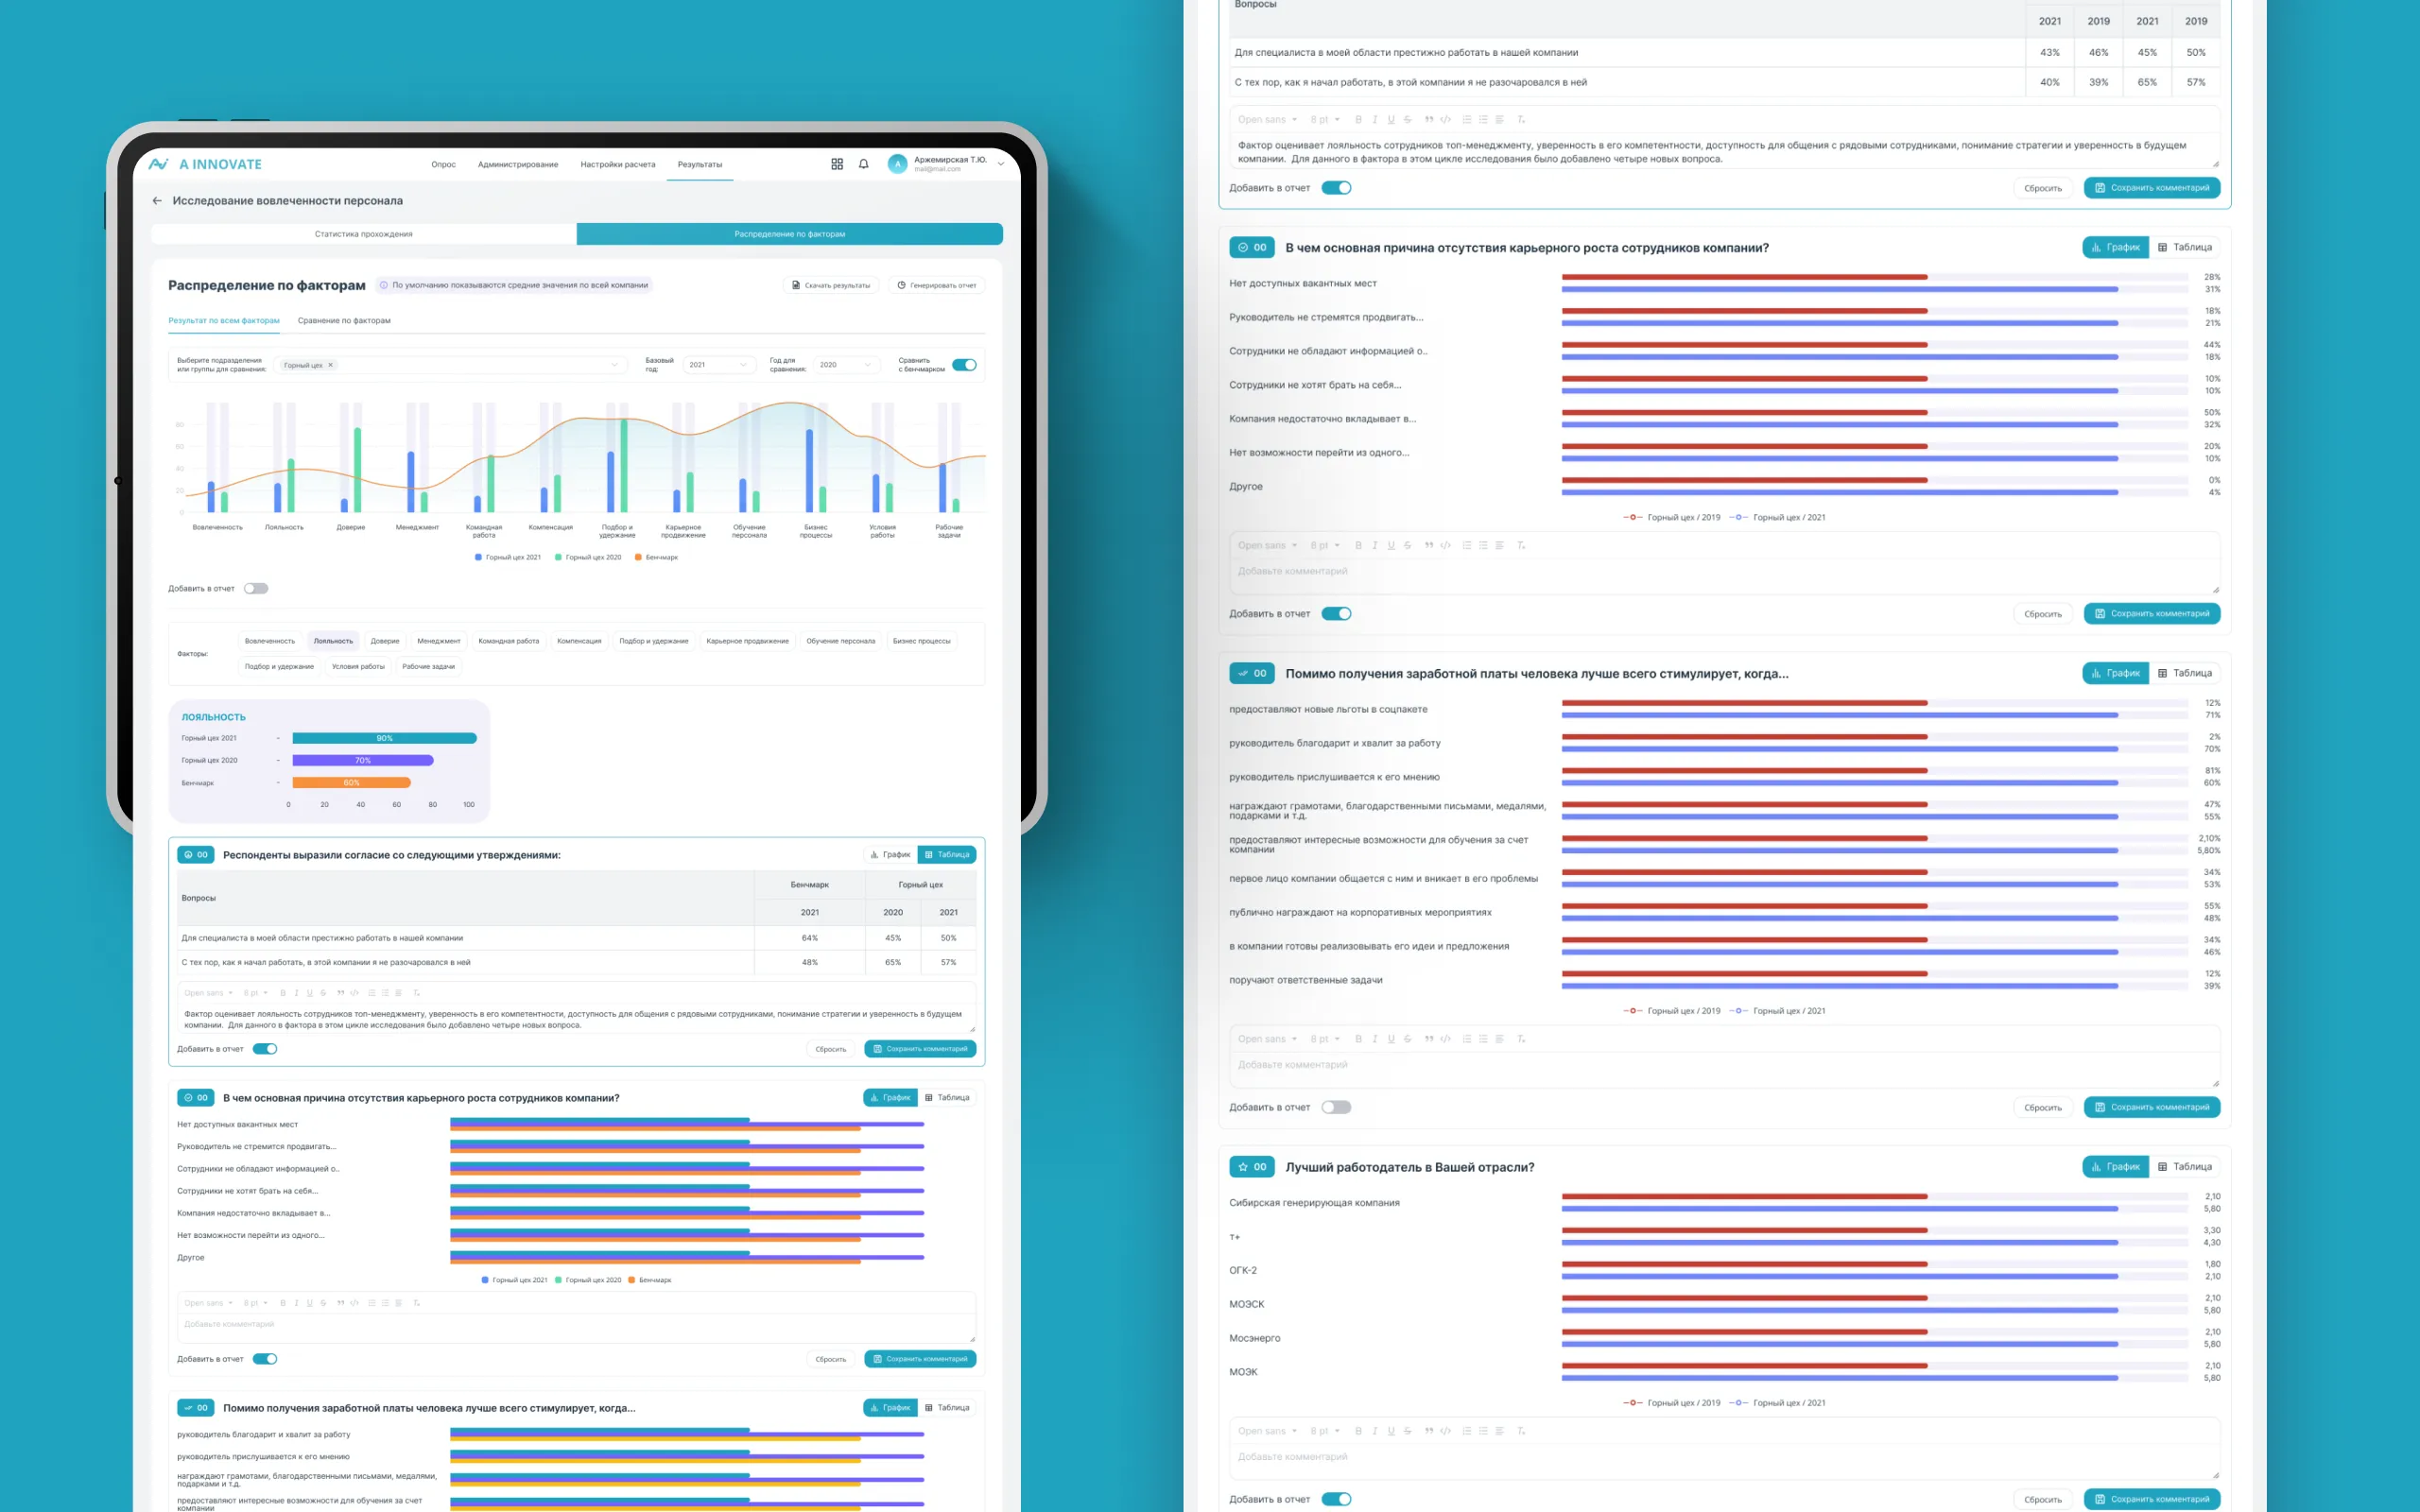 A INNOVATE
Опрос
Администрирование
Настройки расчета
Результаты
А
Аржемирская Т.Ю.
mail@mail.com
Исследование вовлеченности персонала
Статистика прохождения
Распределение по факторам
Распределение по факторам
По умолчанию показываются средние значения по всей компании
Скачать результаты
Генерировать отчет
Результат по всем факторам
Сравнение по факторам
Выберите подразделения
или группы для сравнения:
Горный цех ×
Базовый
год:
2021
Год для
сравнения:
2020
Сравнить
с бенчмарком
80
60
40
20
0
Вовлеченность
Лояльность
Доверие
Менеджмент
Командная
работа
Компенсация
Подбор и
удержание
Карьерное
продвижение
Обучение
персонала
Бизнес
процессы
Условия
работы
Рабочие
задачи
Горный цех 2021
Горный цех 2020
Бенчмарк
Добавить в отчет
Факторы:
Вовлеченность
Лояльность
Доверие
Менеджмент
Командная работа
Компенсация
Подбор и удержание
Карьерное продвижение
Обучение персонала
Бизнес процессы
Подбор и удержание
Условия работы
Рабочие задачи
ЛОЯЛЬНОСТЬ
Горный цех 2021 - 90%
Горный цех 2020 - 70%
Бенчмарк - 60%
0 20 40 60 80 100
00 Респонденты выразили согласие со следующими утверждениями:
График
Таблица
Вопросы
Бенчмарк
Горный цех
2021 2020 2021
Для специалиста в моей области престижно работать в нашей компании 64% 45% 50%
С тех пор, как я начал работать, в этой компании я не разочаровался в ней 48% 65% 57%
Open sans 8 pt B I U S
Фактор оценивает лояльность сотрудников топ-менеджменту, уверенность в его компетентности, доступность для общения с рядовыми сотрудниками, понимание стратегии и уверенность в будущем
компании. Для данного в фактора в этом цикле исследования было добавлено четыре новых вопроса.
Добавить в отчет
Сбросить
Сохранить комментарий
00 В чем основная причина отсутствия карьерного роста сотрудников компании?
График
Таблица
Нет доступных вакантных мест
Руководитель не стремится продвигать...
Сотрудники не обладают информацией о..
Сотрудники не хотят брать на себя...
Компания недостаточно вкладывает в...
Нет возможности перейти из одного...
Другое
Горный цех 2021
Горный цех 2020
Бенчмарк
Open sans 8 pt B I U S
Добавьте комментарий
Добавить в отчет
Сбросить
Сохранить комментарий
00 Помимо получения заработной платы человека лучше всего стимулирует, когда...
График
Таблица
руководитель благодарит и хвалит за работу
руководитель прислушивается к его мнению
награждают грамотами, благодарственными письмами, медалями,
подарками и т.д.
предоставляют интересные возможности для обучения за счет
компании
Вопросы
2021 2019 2021 2019
Для специалиста в моей области престижно работать в нашей компании 43% 46% 45% 50%
С тех пор, как я начал работать, в этой компании я не разочаровался в ней 40% 39% 65% 57%
Open sans 8 pt B I U S
Фактор оценивает лояльность сотрудников топ-менеджменту, уверенность в его компетентности, доступность для общения с рядовыми сотрудниками, понимание стратегии и уверенность в будущем
компании. Для данного в фактора в этом цикле исследования было добавлено четыре новых вопроса.
Добавить в отчет
Сбросить
Сохранить комментарий
00 В чем основная причина отсутствия карьерного роста сотрудников компании?
График
Таблица
Нет доступных вакантных мест
28%
31%
Руководитель не стремятся продвигать...
18%
21%
Сотрудники не обладают информацией о..
44%
18%
Сотрудники не хотят брать на себя...
10%
10%
Компания недостаточно вкладывает в...
50%
32%
Нет возможности перейти из одного...
20%
10%
Другое
0%
4%
Горный цех / 2019
Горный цех / 2021
Open sans 8 pt B I U S
Добавьте комментарий
Добавить в отчет
Сбросить
Сохранить комментарий
00 Помимо получения заработной платы человека лучше всего стимулирует, когда...
График
Таблица
предоставляют новые льготы в соцпакете
12%
71%
руководитель благодарит и хвалит за работу
2%
70%
руководитель прислушивается к его мнению
81%
60%
награждают грамотами, благодарственными письмами, медалями,
подарками и т.д.
47%
55%
предоставляют интересные возможности для обучения за счет
компании
2,10%
5,80%
первое лицо компании общается с ним и вникает в его проблемы
34%
53%
публично награждают на корпоративных мероприятиях
55%
48%
в компании готовы реализовывать его идеи и предложения
34%
46%
поручают ответственные задачи
12%
39%
Горный цех / 2019
Горный цех / 2021
Open sans 8 pt B I U S
Добавьте комментарий
Добавить в отчет
Сбросить
Сохранить комментарий
00 Лучший работодатель в Вашей отрасли?
График
Таблица
Сибирская генерирующая компания
2,10
5,80
т+
3,30
4,30
ОГК-2
1,80
2,10
МОЭСК
2,10
5,80
Мосэнерго
2,10
5,80
МОЭК
2,10
5,80
Горный цех / 2019
Горный цех / 2021
Open sans 8 pt B I U S
Добавьте комментарий
Добавить в отчет
Сбросить
Сохранить комментарий